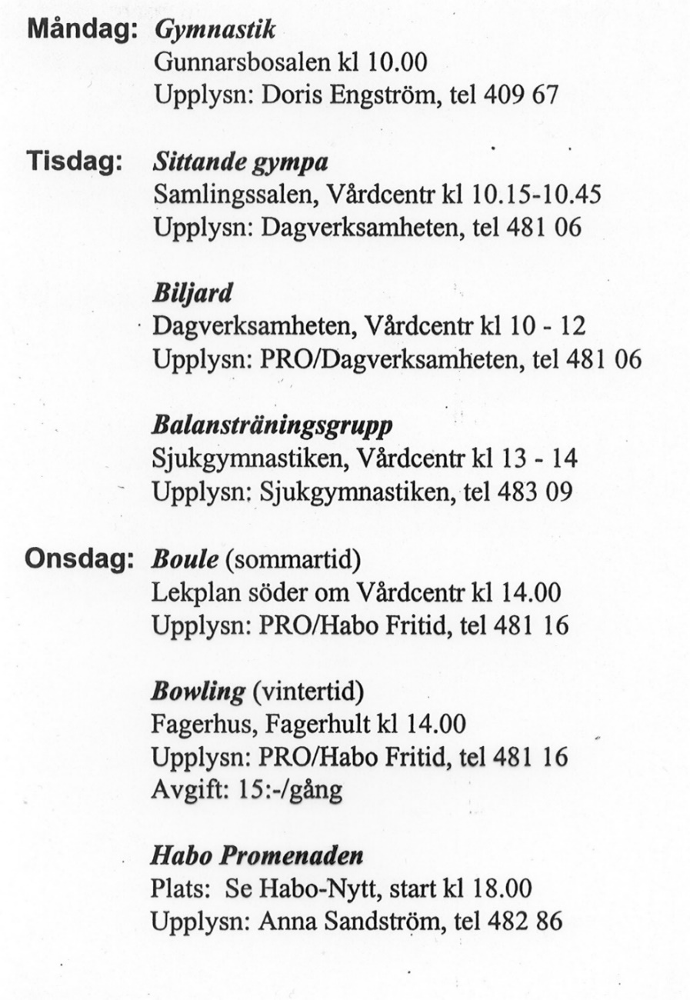 Måndag: Gymnastik
Gunnarsbosalen kl 10.00
Upplysn: Doris Engström, tel 409 67
Tisdag: Sittande gympa
Samlingssalen, Vårdcentr kl 10.15-10.45
Upplysn: Dagverksamheten, tel 481 06
Biljard
Dagverksamheten, Vårdcentr kl 10 - 12
Upplysn: PRO/Dagverksamheten, tel 481 06
Balansträningsgrupp
Sjukgymnastiken, Vårdcentr kl 13 - 14
Upplysn: Sjukgymnastiken, tel 483 09
Onsdag: Boule (sommartid)
Lekplan söder om Vårdcentr kl 14.00
Upplysn: PRO/Habo Fritid, tel 481 16
Bowling (vintertid)
Fagerhus, Fagerhult kl 14.00
Upplysn: PRO/Habo Fritid, tel 481 16
Avgift: 15:-/gång
Habo Promenaden
Plats: Se Habo-Nytt, start kl 18.00
Upplysn: Anna Sandström, tel 482 86